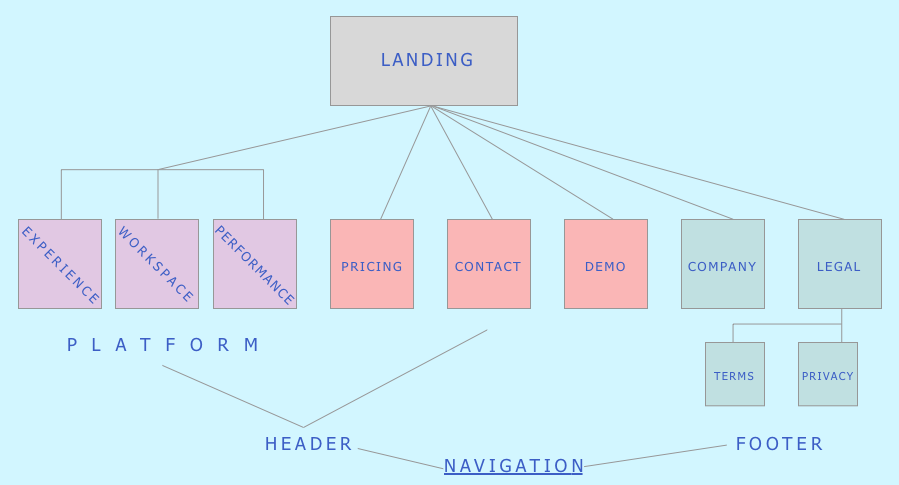 LANDING
EXPERIENCE
WORKSPACE
PERFORMANCE
PRICING
CONTACT
DEMO
COMPANY
LEGAL
PLATFORM
TERMS
PRIVACY
HEADER
FOOTER
NAVIGATION